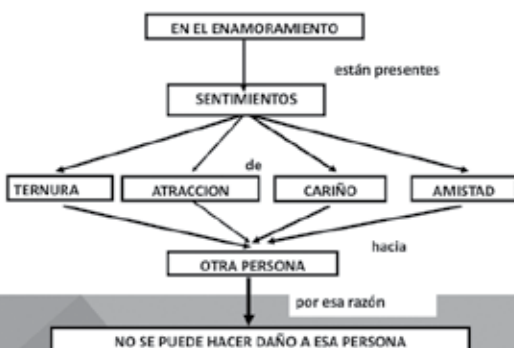 EN EL ENAMORAMIENTO
están presentes
SENTIMIENTOS
de
TERNURA
ATRACCION
CARIÑO
AMISTAD
hacia
OTRA PERSONA
por esa razón
NO SE PUEDE HACER DAÑO A ESA PERSONA